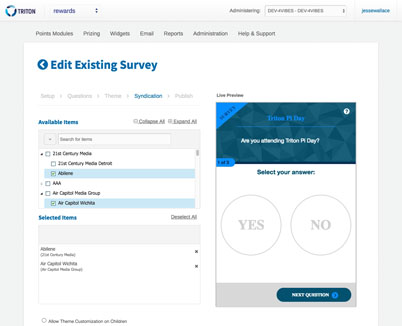 TRITON
rewards
Administering:
DEV-4VIBES - DEV-4VIBES
jessewallace
Points Modules Prizing Widgets Email Reports Administration Help & Support
Edit Existing Survey
Setup > Questions > Theme > Syndication > Publish
Live Preview
Available Items
Collapse All Expand All
Search for items
21st Century Media
21st Century Media Detroit
Abilene
AAA
Air Capitol Media Group
Air Capitol Wichita
Selected Items
Deselect All
Abilene
(21st Century Media)
Air Capitol Wichita
(Air Capitol Media Group)
Allow Theme Customization on Children
Triton Pi Day
Are you attending Triton Pi Day?
Select your answer:
YES
NO
NEXT QUESTION